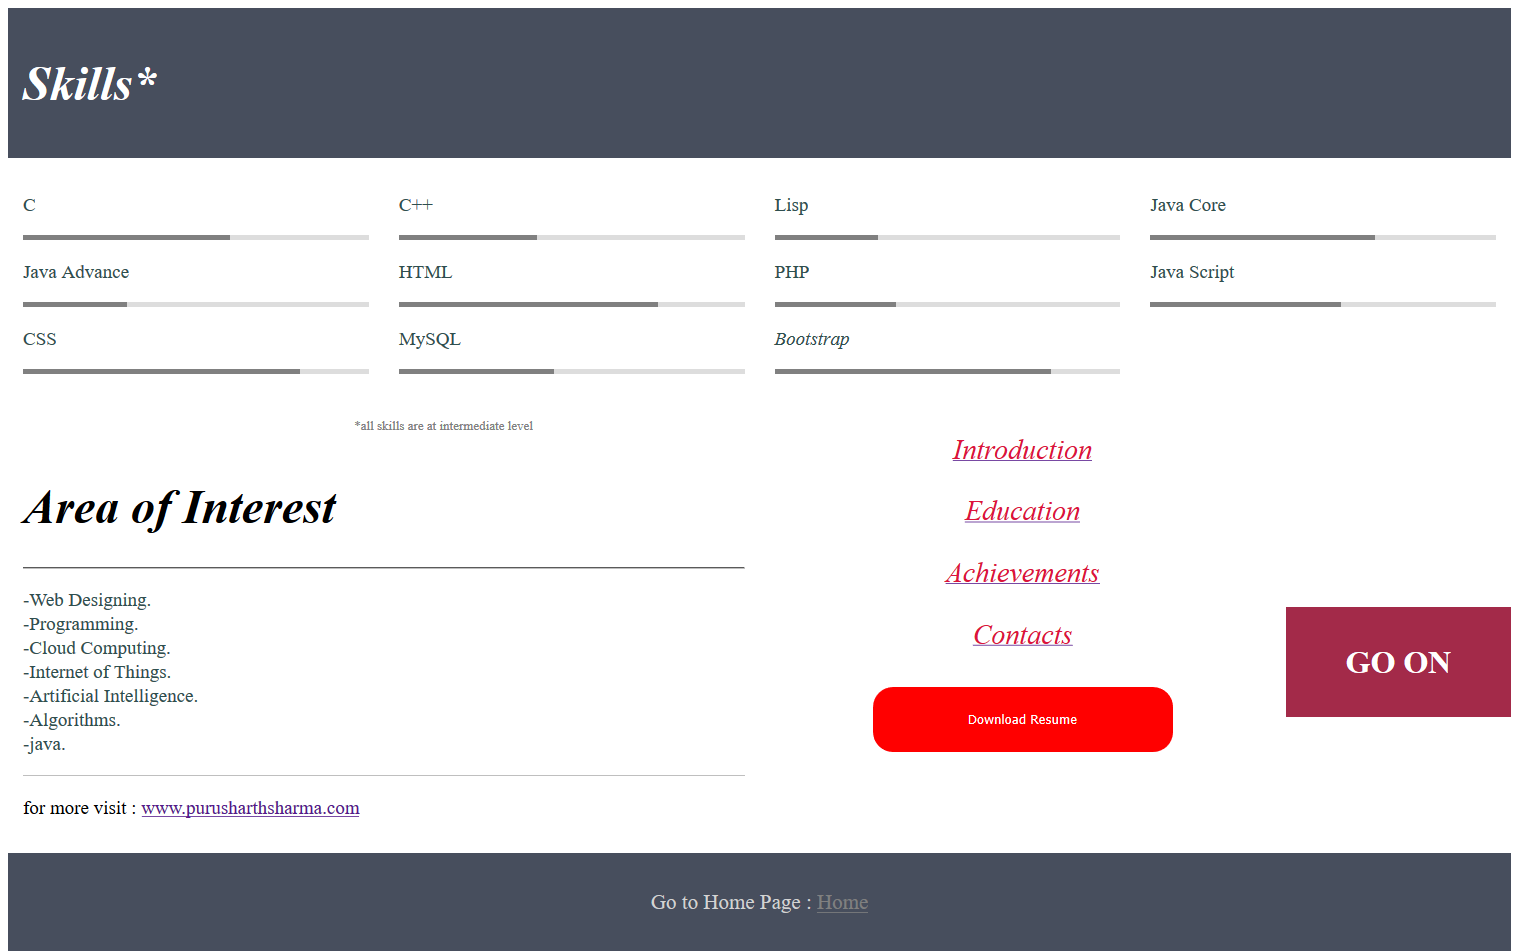 Skills*
C
C++
Lisp
Java Core
Java Advance
HTML
PHP
Java Script
CSS
MySQL
Bootstrap
*all skills are at intermediate level
Area of Interest
-Web Designing.
-Programming.
-Cloud Computing.
-Internet of Things.
-Artificial Intelligence.
-Algorithms.
-java.
for more visit : www.purusharthsharma.com
Introduction
Education
Achievements
Contacts
Download Resume
GO ON
Go to Home Page : Home